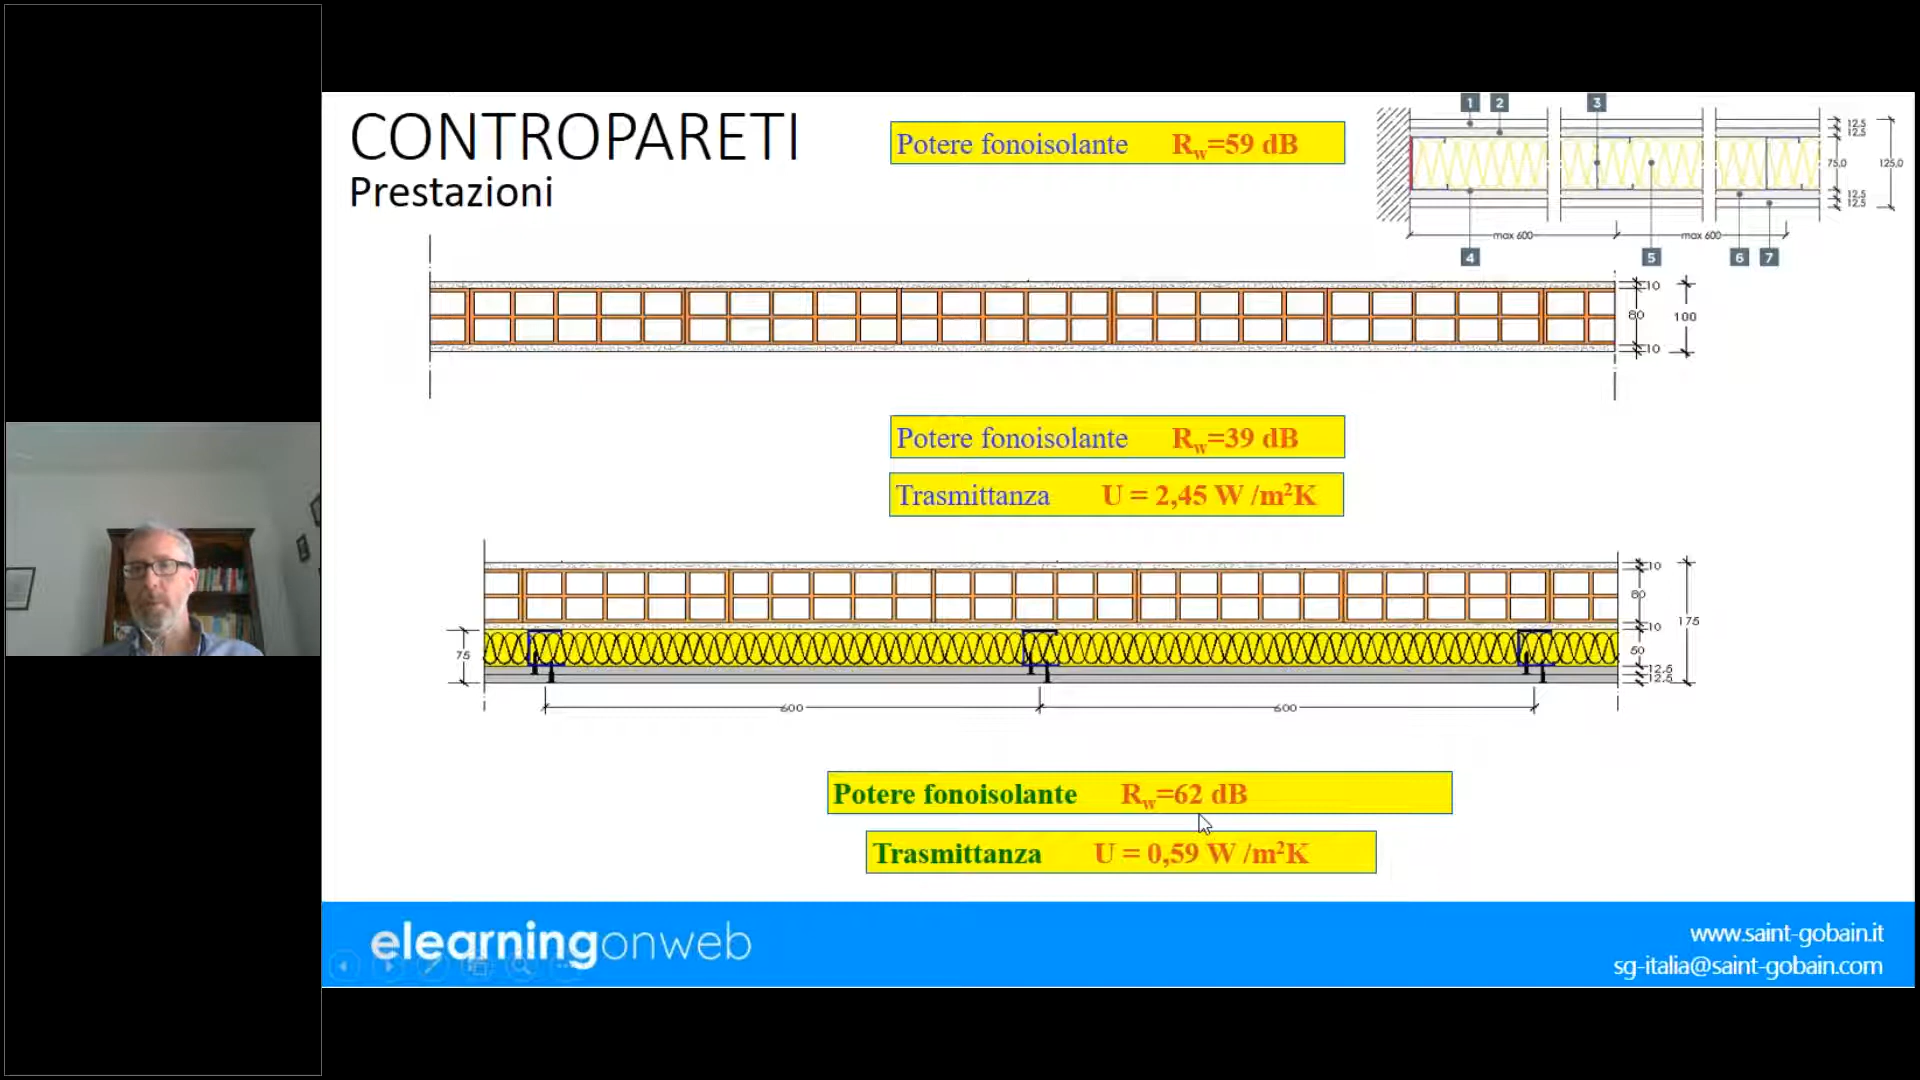 CONTROPARETI
Prestazioni
Potere fonoisolante Rw=59 dB
1 2 3
12.5
12.5
75.0 125.0
12.5
12.5
max 600 max 600
4 5 6 7
10
80 100
10
Potere fonoisolante Rw=39 dB
Trasmittanza U = 2,45 W /m²K
10
80
175
10
75 50
12.5
12.5
600 600
Potere fonoisolante Rw=62 dB
Trasmittanza U = 0,59 W /m²K
elearningonweb
www.saint-gobain.it
sg-italia@saint-gobain.com